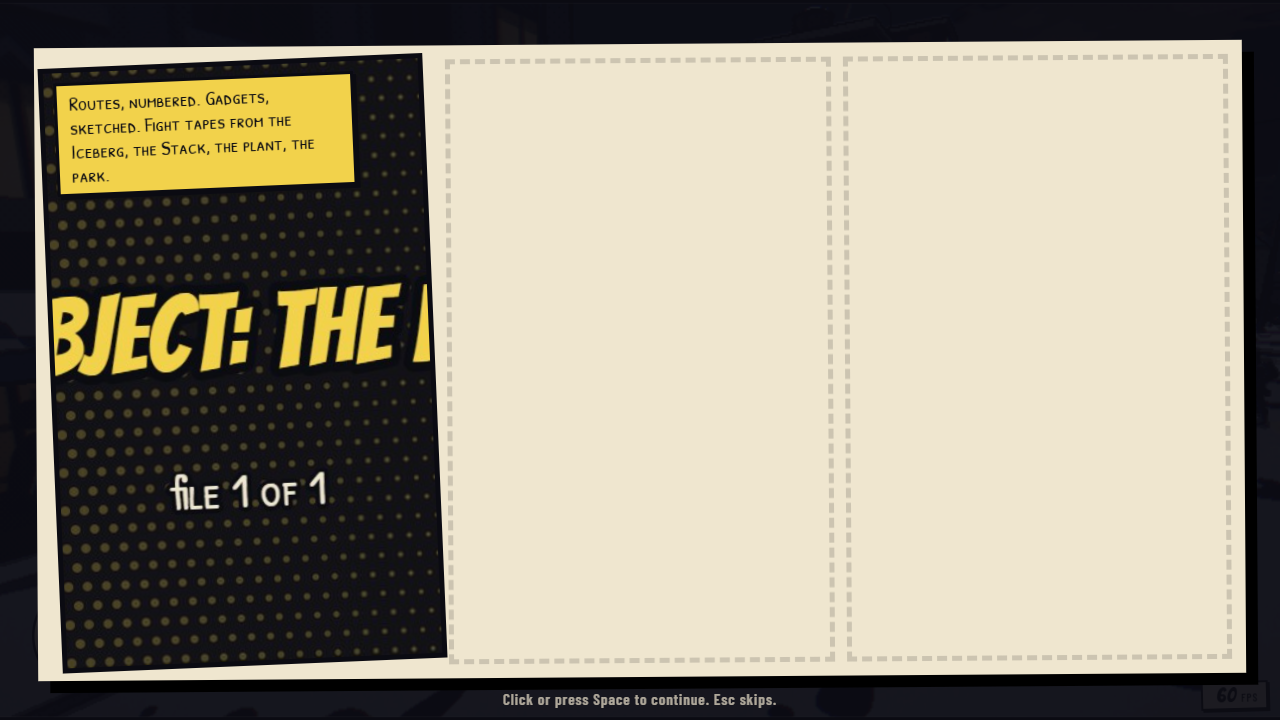 Routes, numbered. Gadgets,
sketched. Fight tapes from the
Iceberg, the Stack, the plant, the
park.
BJECT: THE
file 1 of 1
Click or press Space to continue. Esc skips.
60 FPS